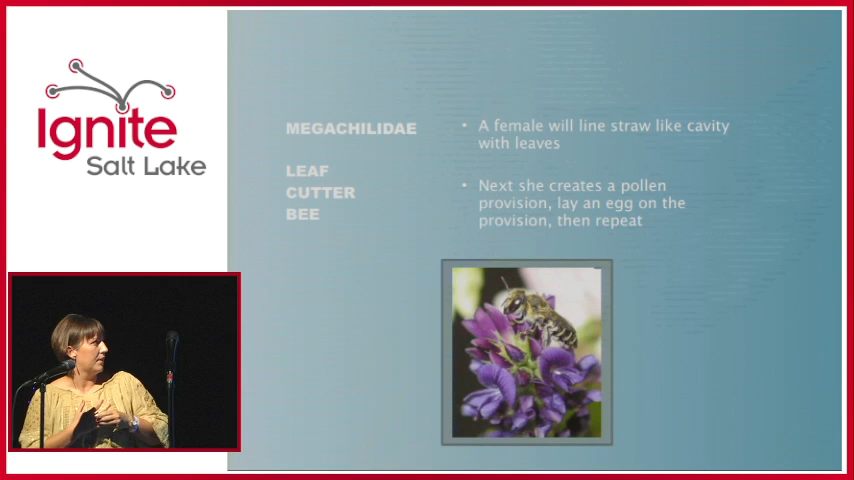 Ignite
Salt Lake
MEGACHILIDAE
LEAF
CUTTER
BEE
• A female will line straw like cavity
with leaves
• Next she creates a pollen
provision, lay an egg on the
provision, then repeat